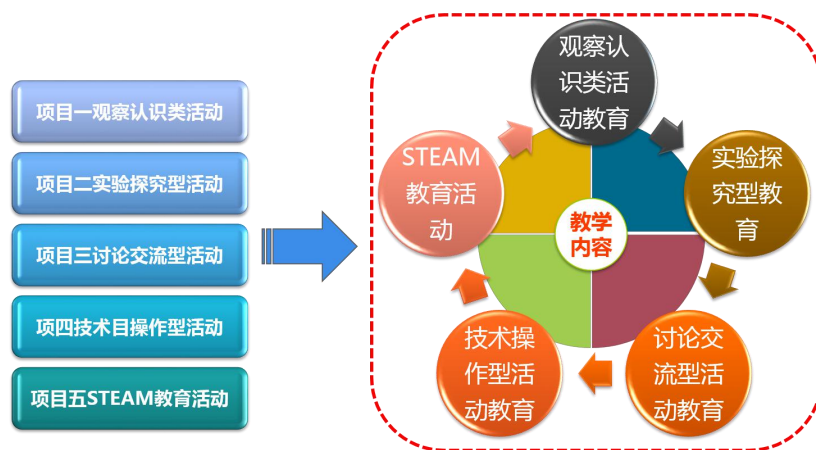 项目一观察认识类活动
项目二实验探究型活动
项目三讨论交流型活动
项四技术目操作型活动
项目五STEAM教育活动
观察认
识类活
动教育
实验探
究型教
育
讨论交
流型活
动教育
技术操
作型活
动教育
STEAM
教育活
动
教学
内容